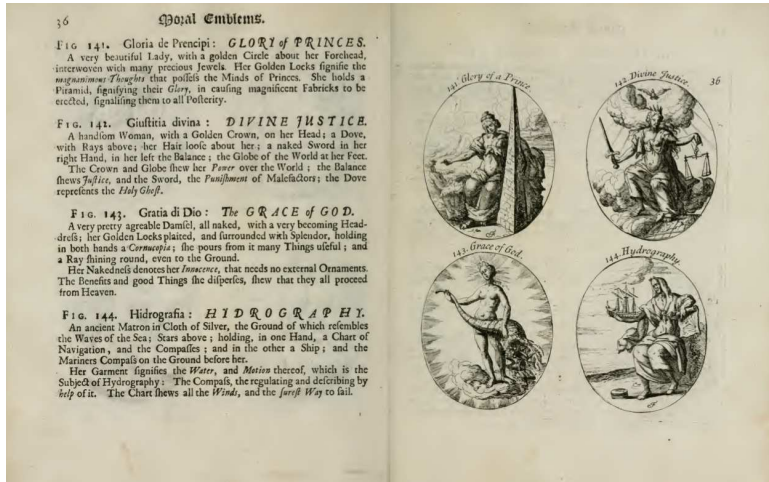 36 Moral Emblems.
FIG 141. Gloria de Prencipi: GLORY of PRINCES.
A very beautiful Lady, with a golden Circle about her Forehead,
interwoven with many precious Jewels. Her Golden Locks signifie the
magnanimous Thoughts that possess the Minds of Princes. She holds a
Piramid, signifying their Glory, in causing magnificent Fabricks to be
erected, signalising them to all Posterity.
FIG. 142. Giustitia divina: DIVINE JUSTICE.
A handsom Woman, with a Golden Crown, on her Head; a Dove,
with Rays above; her Hair loose about her; a naked Sword in her
right Hand, in her left the Balance; the Globe of the World at her Feet.
The Crown and Globe shew her Power over the World; the Balance
shews Justice, and the Sword, the Punishment of Malefactors; the Dove
represents the Holy Ghost.
FIG. 143. Gratia di Dio: The GRACE of GOD.
A very pretty agreable Damsel, all naked, with a very becoming Head-
dress; her Golden Locks plaited, and surrounded with Splendor, holding
in both hands a Cornucopia; she pours from it many Things useful; and
a Ray shining round, even to the Ground.
Her Nakedness denotes her Innocence, that needs no external Ornaments.
The Benefits and good Things she disperses, shew that they all proceed
from Heaven.
FIG. 144. Hidrografia: HYDROGRAPHY.
An ancient Matron in Cloth of Silver, the Ground of which resembles
the Waves of the Sea; Stars above; holding, in one Hand, a Chart of
Navigation, and the Compasses; and in the other a Ship; and the
Mariners Compass on the Ground before her.
Her Garment signifies the Water, and Motion thereof, which is the
Subject of Hydrography: The Compass, the regulating and describing by
help of it. The Chart shews all the Winds, and the surest Way to sail.
36
141 Glory of a Prince
142. Divine Justice.
143. Grace of God.
144. Hydrography